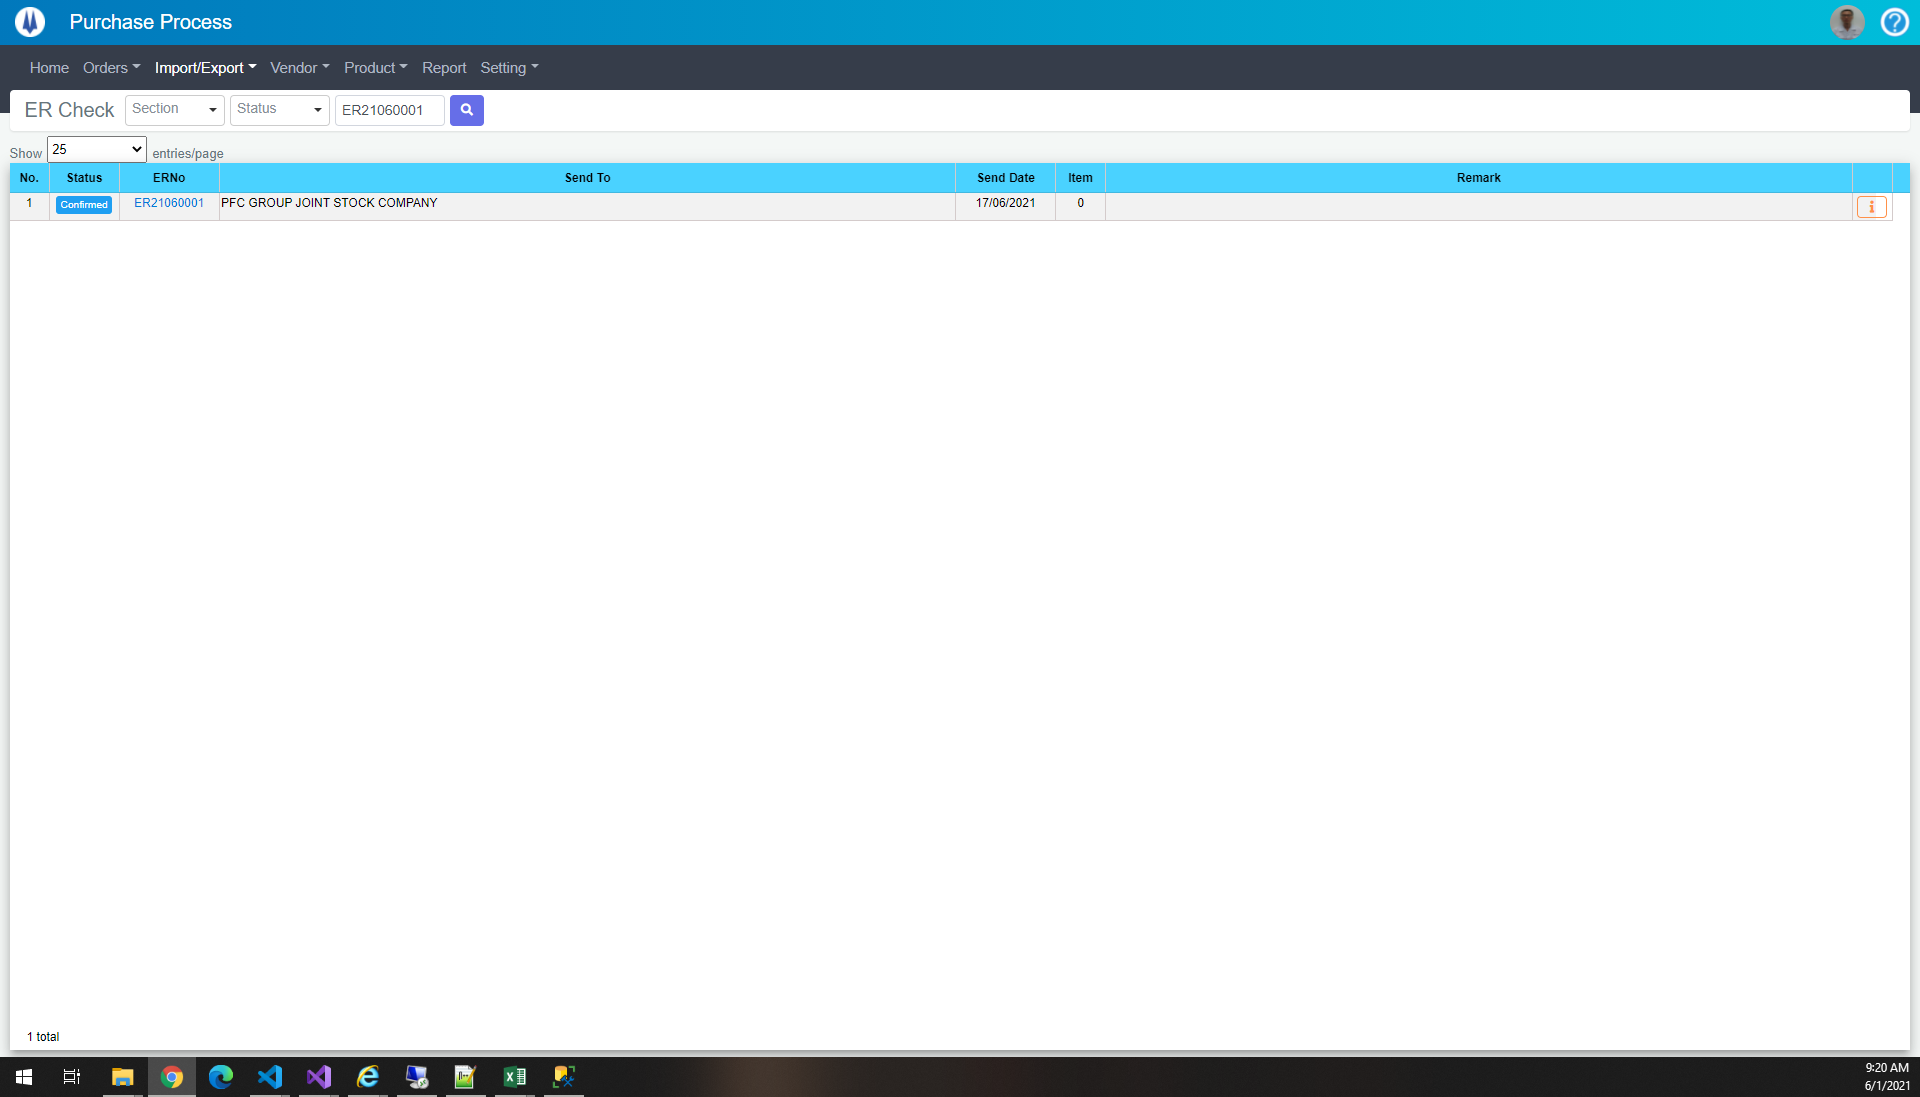 Purchase Process
Home Orders Import/Export Vendor Product Report Setting
ER Check Section Status ER21060001
Show 25 entries/page
No. Status ERNo Send To Send Date Item Remark
1 Confirmed ER21060001 PFC GROUP JOINT STOCK COMPANY 17/06/2021 0
1 total
9:20 AM
6/1/2021